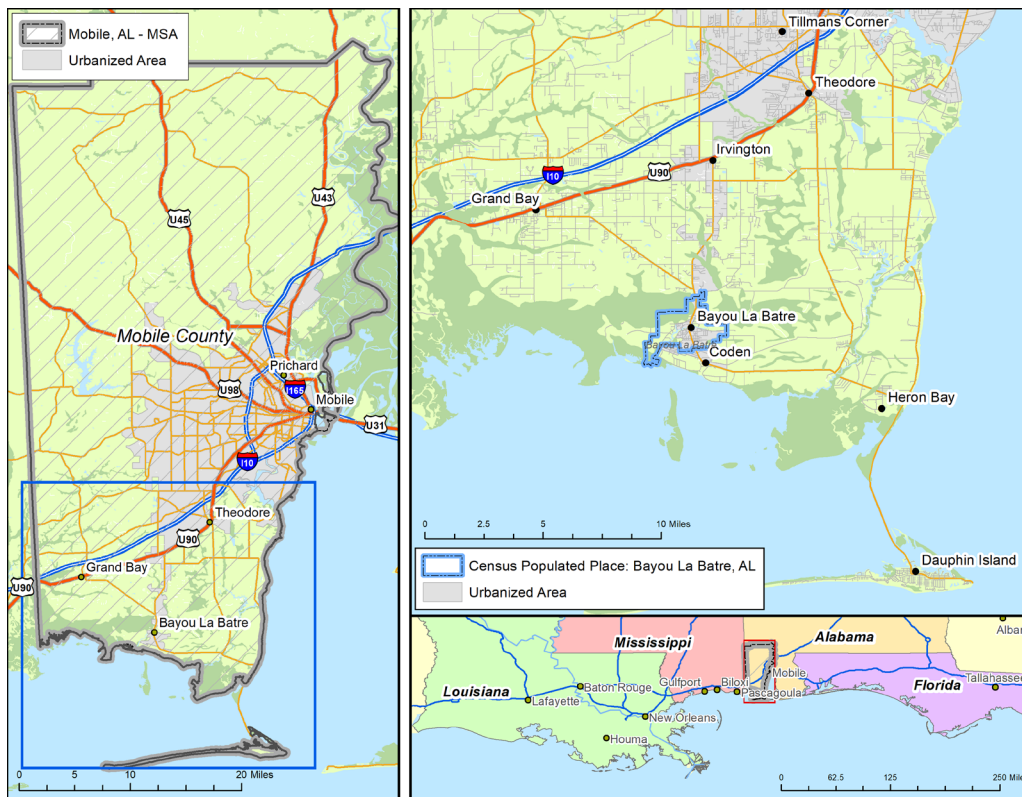 Mobile, AL - MSA
Urbanized Area
U43
U45
Mobile County
Prichard
U98
I165
Mobile
U31
I10
Theodore
U90
Grand Bay
U90
Bayou La Batre
0 5 10 20 Miles
Tillmans Corner
Theodore
Irvington
I10
U90
Grand Bay
Bayou La Batre
Bayou La Batre
Coden
Heron Bay
0 2.5 5 10 Miles
Dauphin Island
Census Populated Place: Bayou La Batre, AL
Urbanized Area
Mississippi
Alabama
Alban
Mobile
Louisiana
Baton Rouge
Gulfport
Biloxi
Pascagoula
Tallahassee
Florida
Lafayette
New Orleans
Houma
0 62.5 125 250 Miles